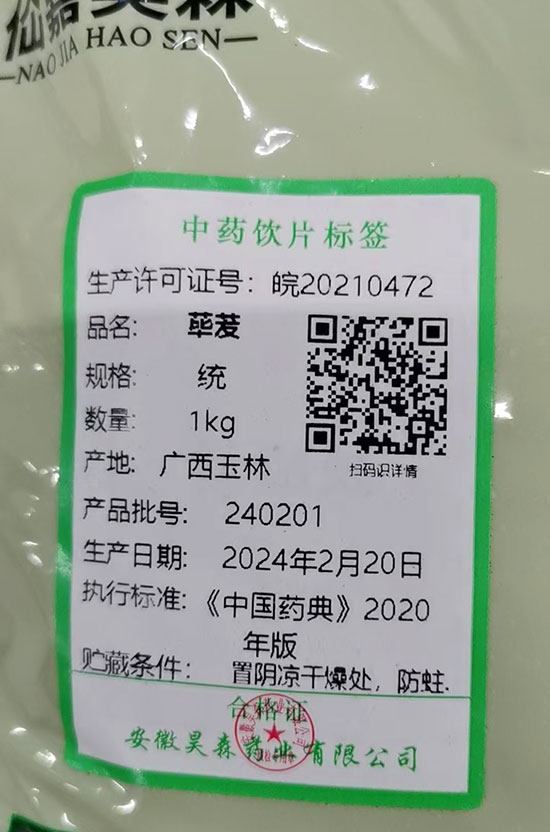 NAO JIA HAO SEN
中药饮片标签
生产许可证号：皖20210472
品名：荜茇
规格：统
数量：1kg
产地：广西玉林
扫码识详情
产品批号：240201
生产日期：2024年2月20日
执行标准：《中国药典》2020
年版
贮藏条件：置阴凉干燥处，防蛀.
合格证
安徽昊森药业有限公司